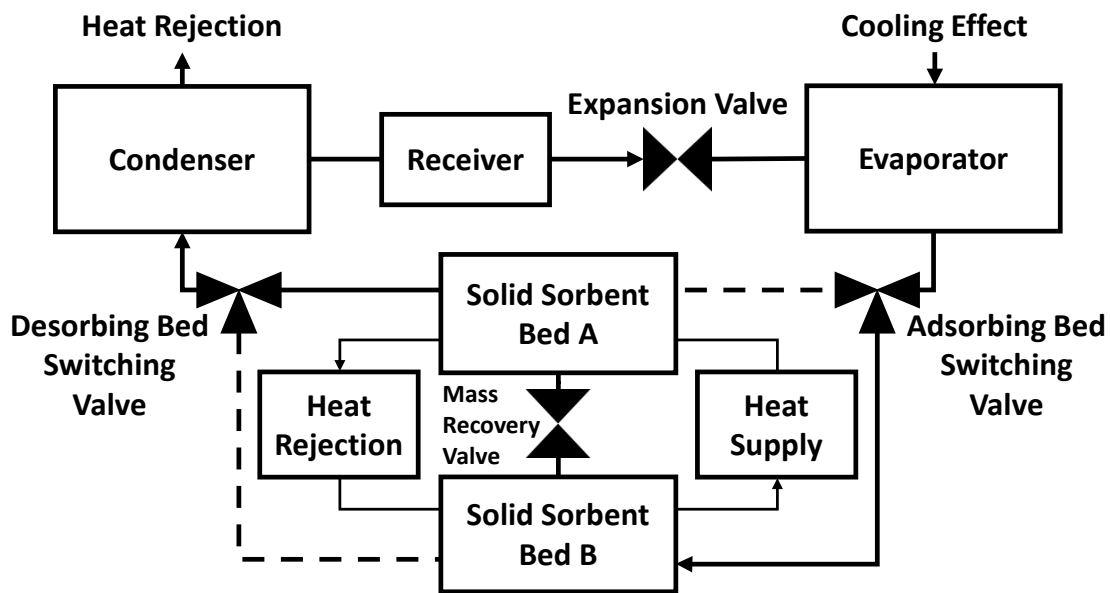 Heat Rejection
Cooling Effect
Expansion Valve
Condenser
Receiver
Evaporator
Solid Sorbent
Bed A
Desorbing Bed
Switching
Valve
Adsorbing Bed
Switching
Valve
Heat
Rejection
Mass
Recovery
Valve
Heat
Supply
Solid Sorbent
Bed B